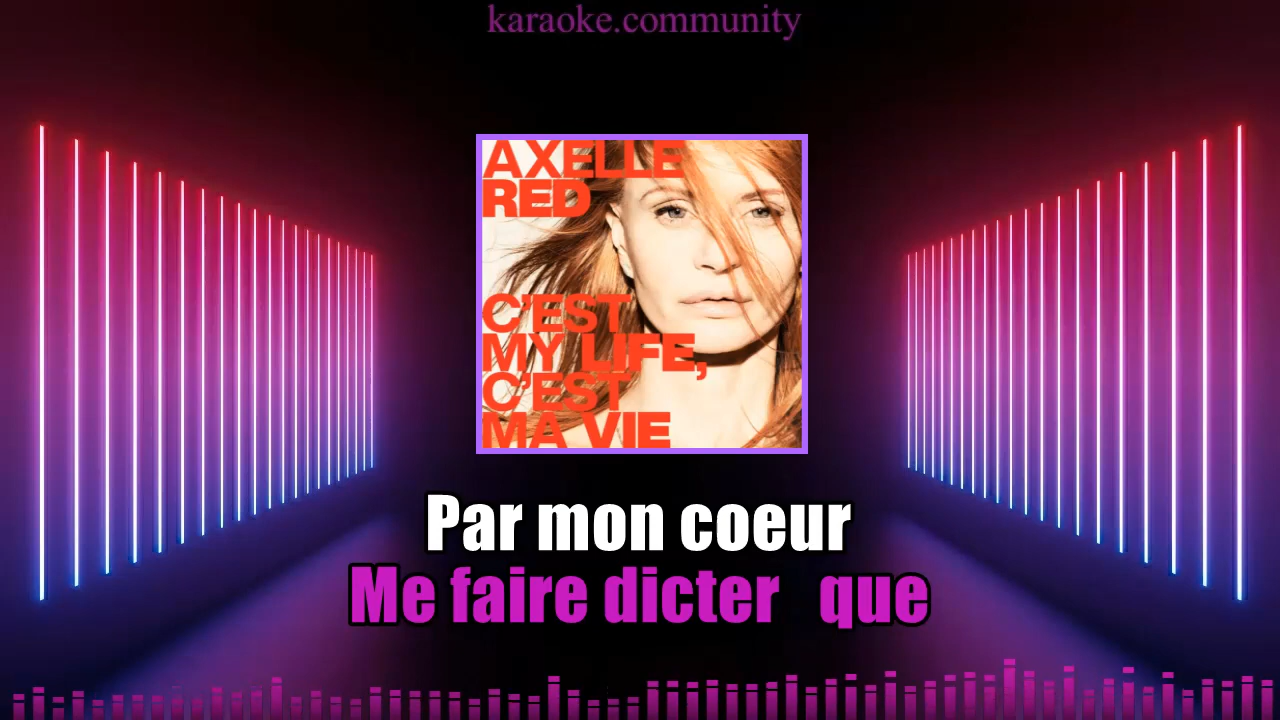 karaoke.community
AXELLE
RED
C'EST
MY LIFE,
C'EST
MA VIE
Par mon coeur
Me faire dicter que